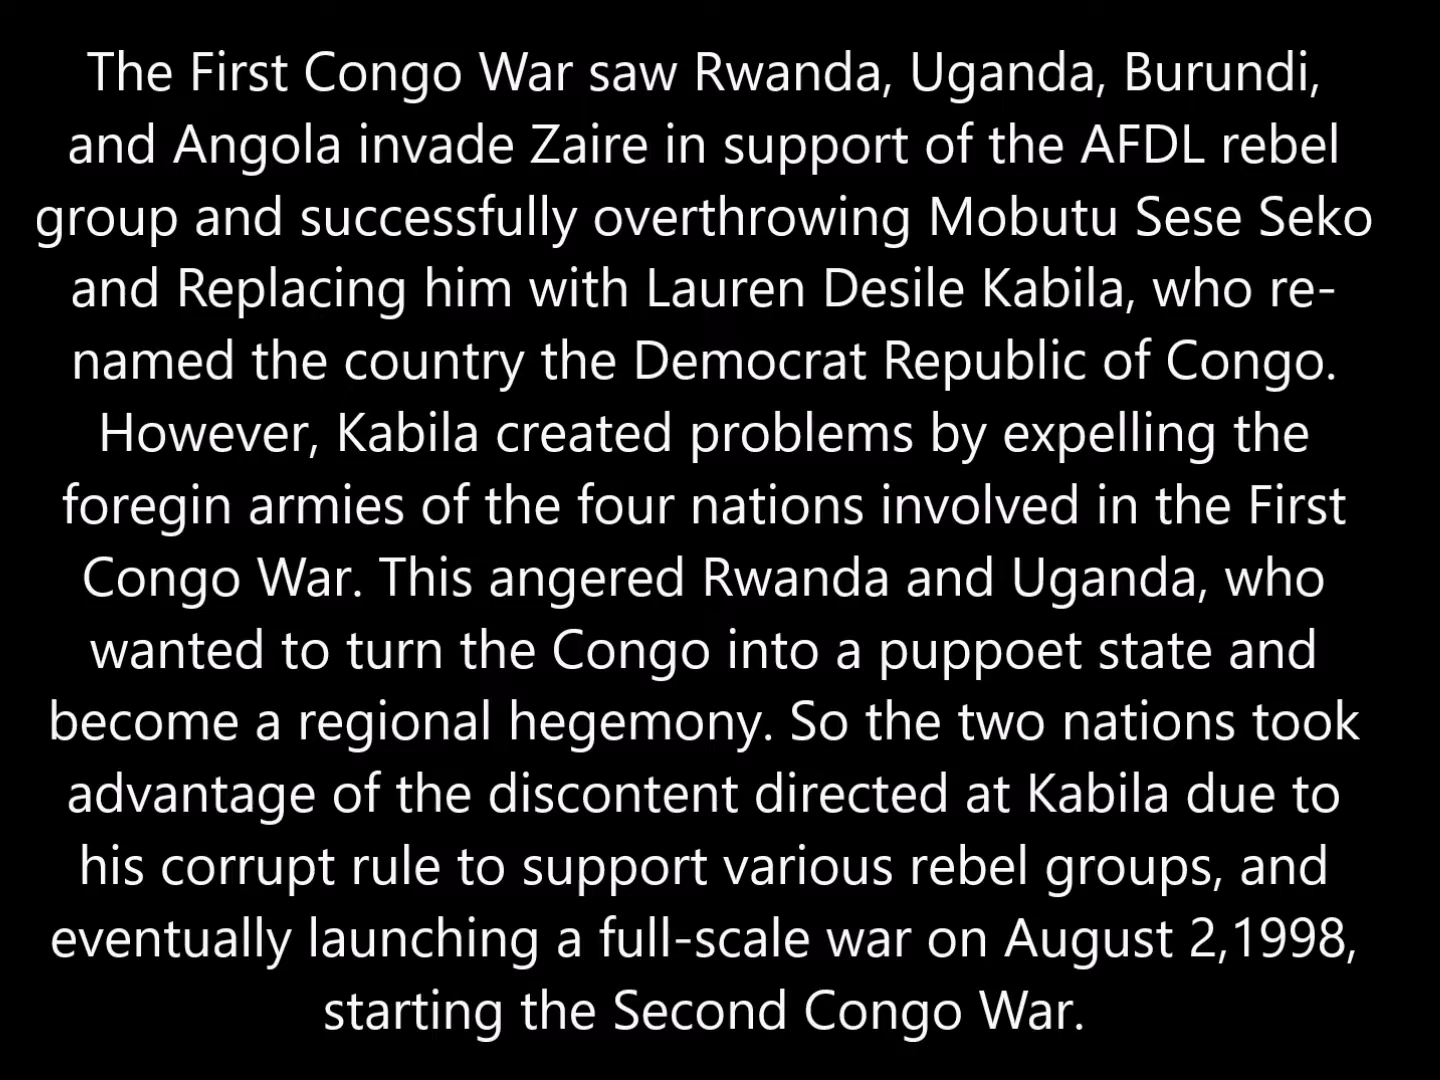 The First Congo War saw Rwanda, Uganda, Burundi,
and Angola invade Zaire in support of the AFDL rebel
group and successfully overthrowing Mobutu Sese Seko
and Replacing him with Lauren Desile Kabila, who re-
named the country the Democrat Republic of Congo.
However, Kabila created problems by expelling the
foregin armies of the four nations involved in the First
Congo War. This angered Rwanda and Uganda, who
wanted to turn the Congo into a puppoet state and
become a regional hegemony. So the two nations took
advantage of the discontent directed at Kabila due to
his corrupt rule to support various rebel groups, and
eventually launching a full-scale war on August 2,1998,
starting the Second Congo War.